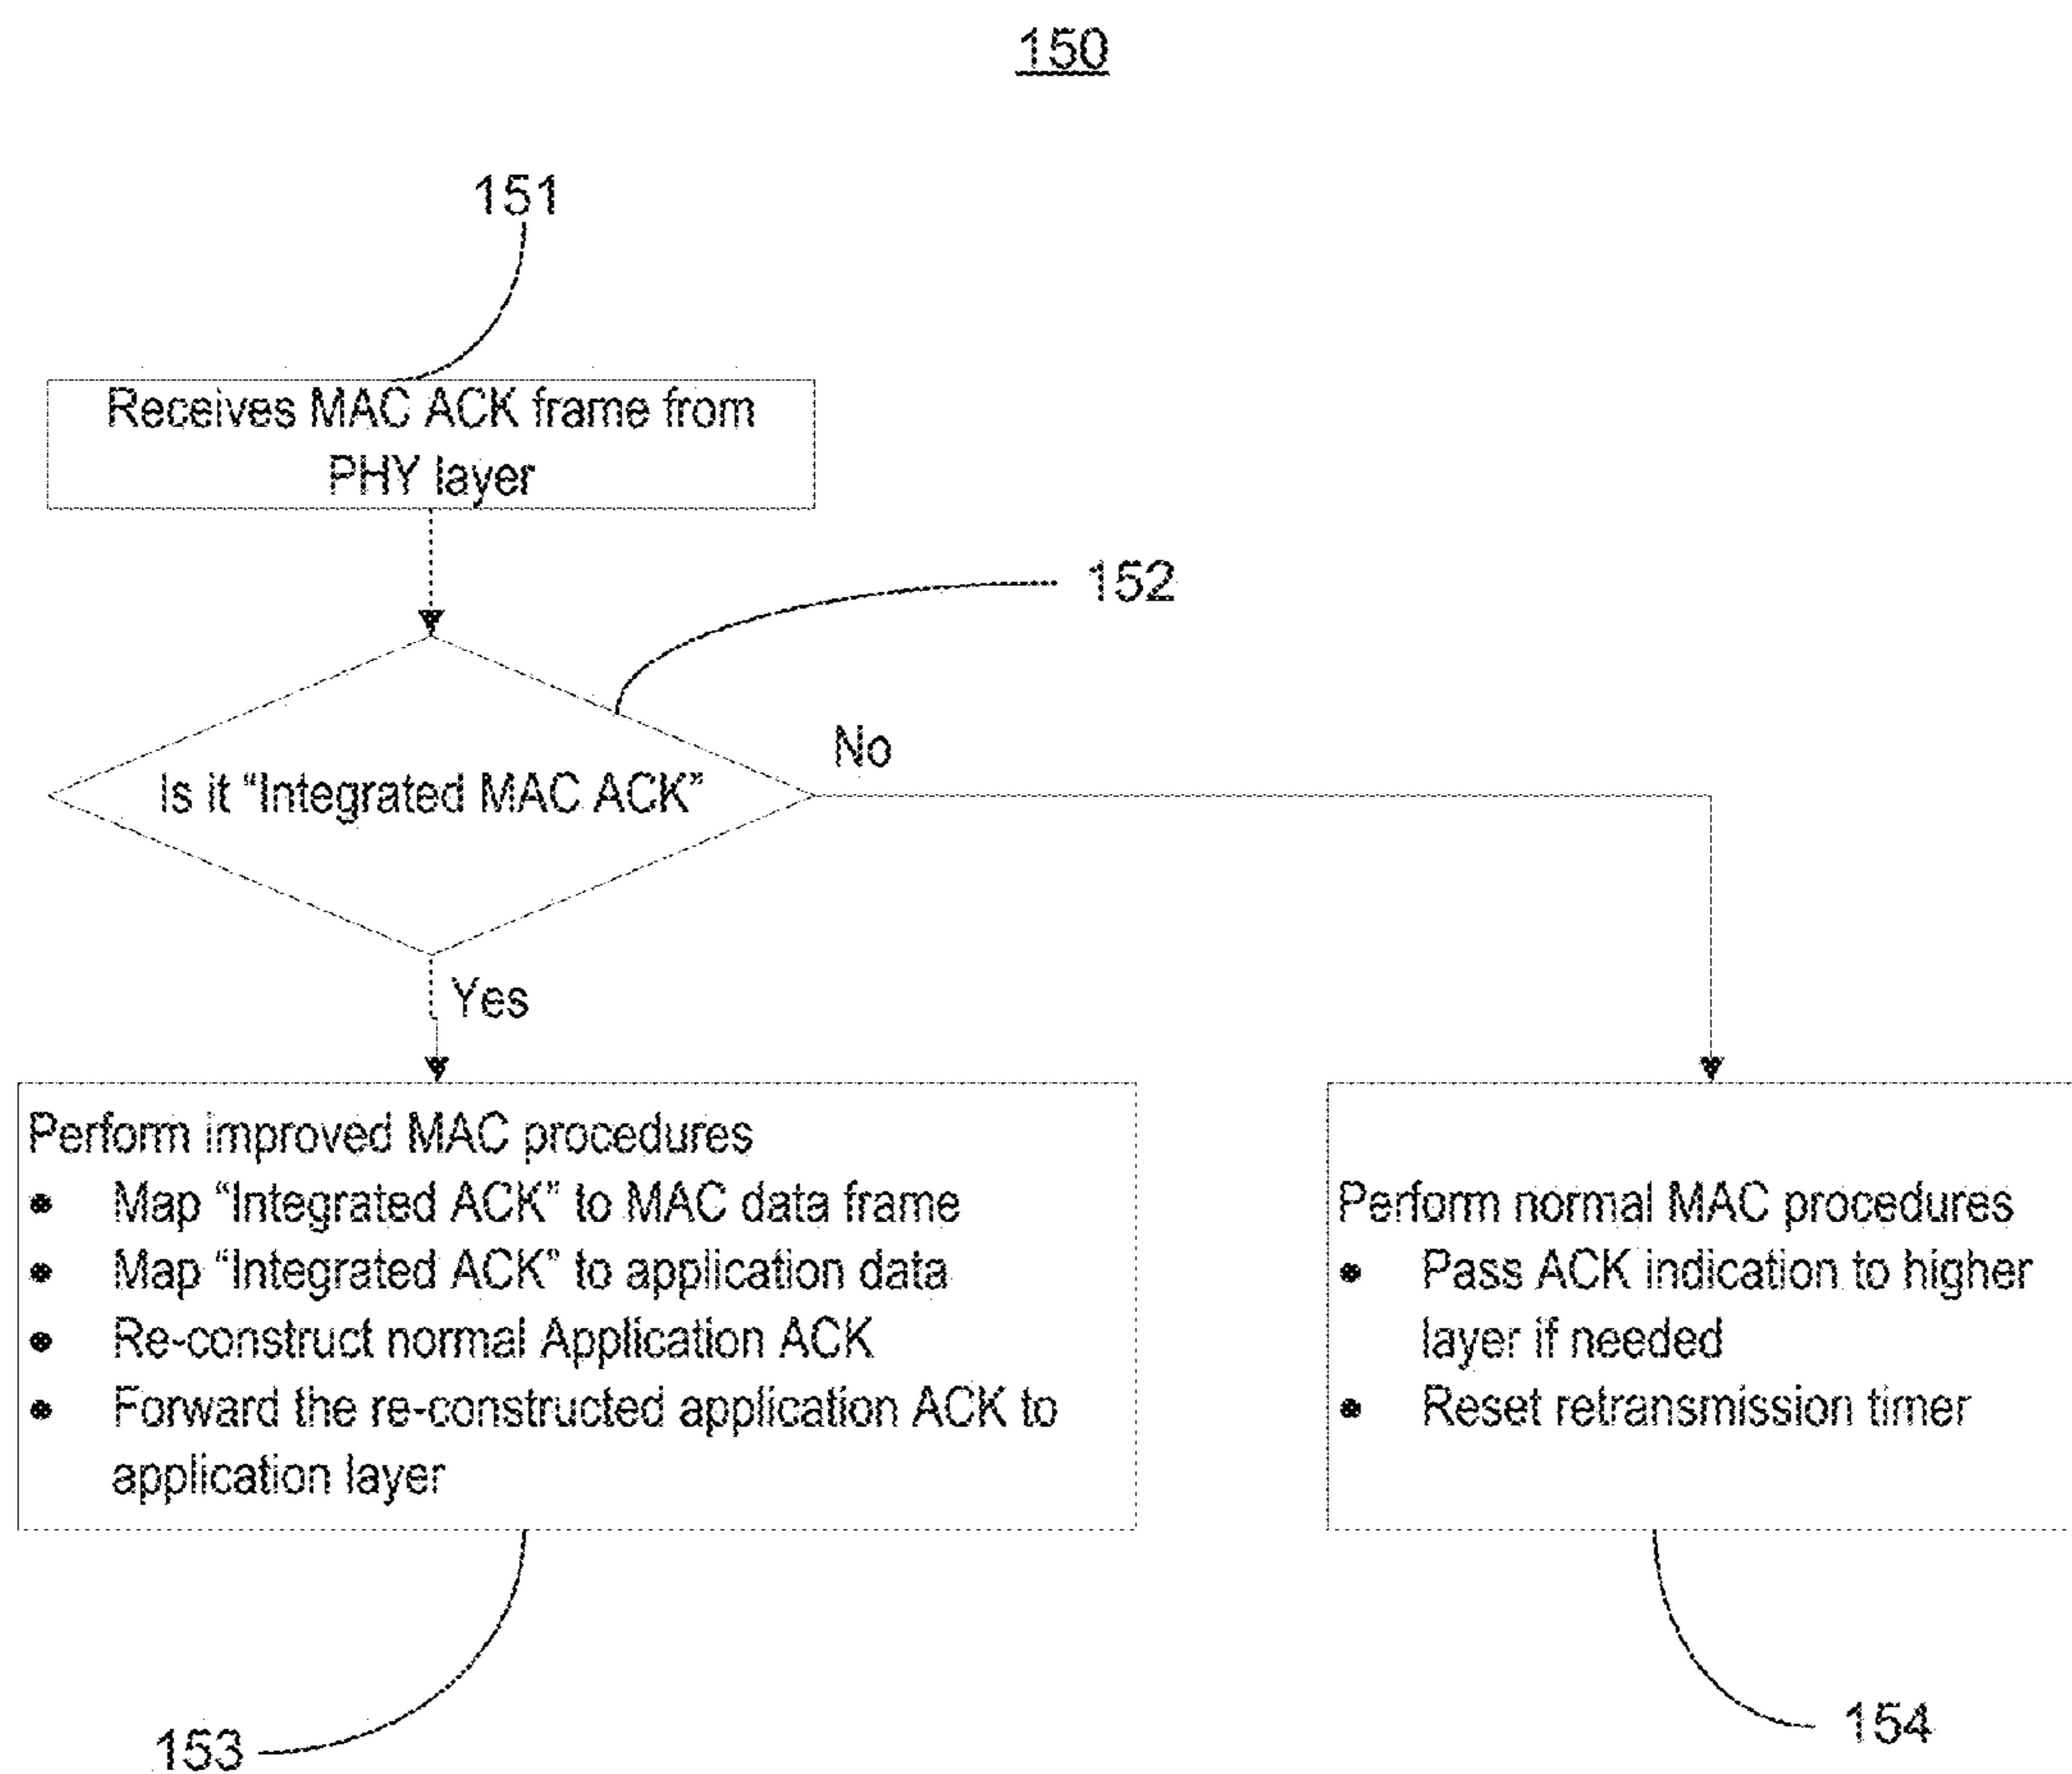 150
151
Receives MAC ACK frame from
PHY layer
152
Is it “Integrated MAC ACK”
No
Yes
Perform improved MAC procedures
• Map “Integrated ACK” to MAC data frame
• Map “Integrated ACK” to application data
• Re-construct normal Application ACK
• Forward the re-constructed application ACK to
application layer
Perform normal MAC procedures
• Pass ACK indication to higher
layer if needed
• Reset retransmission timer
153
154